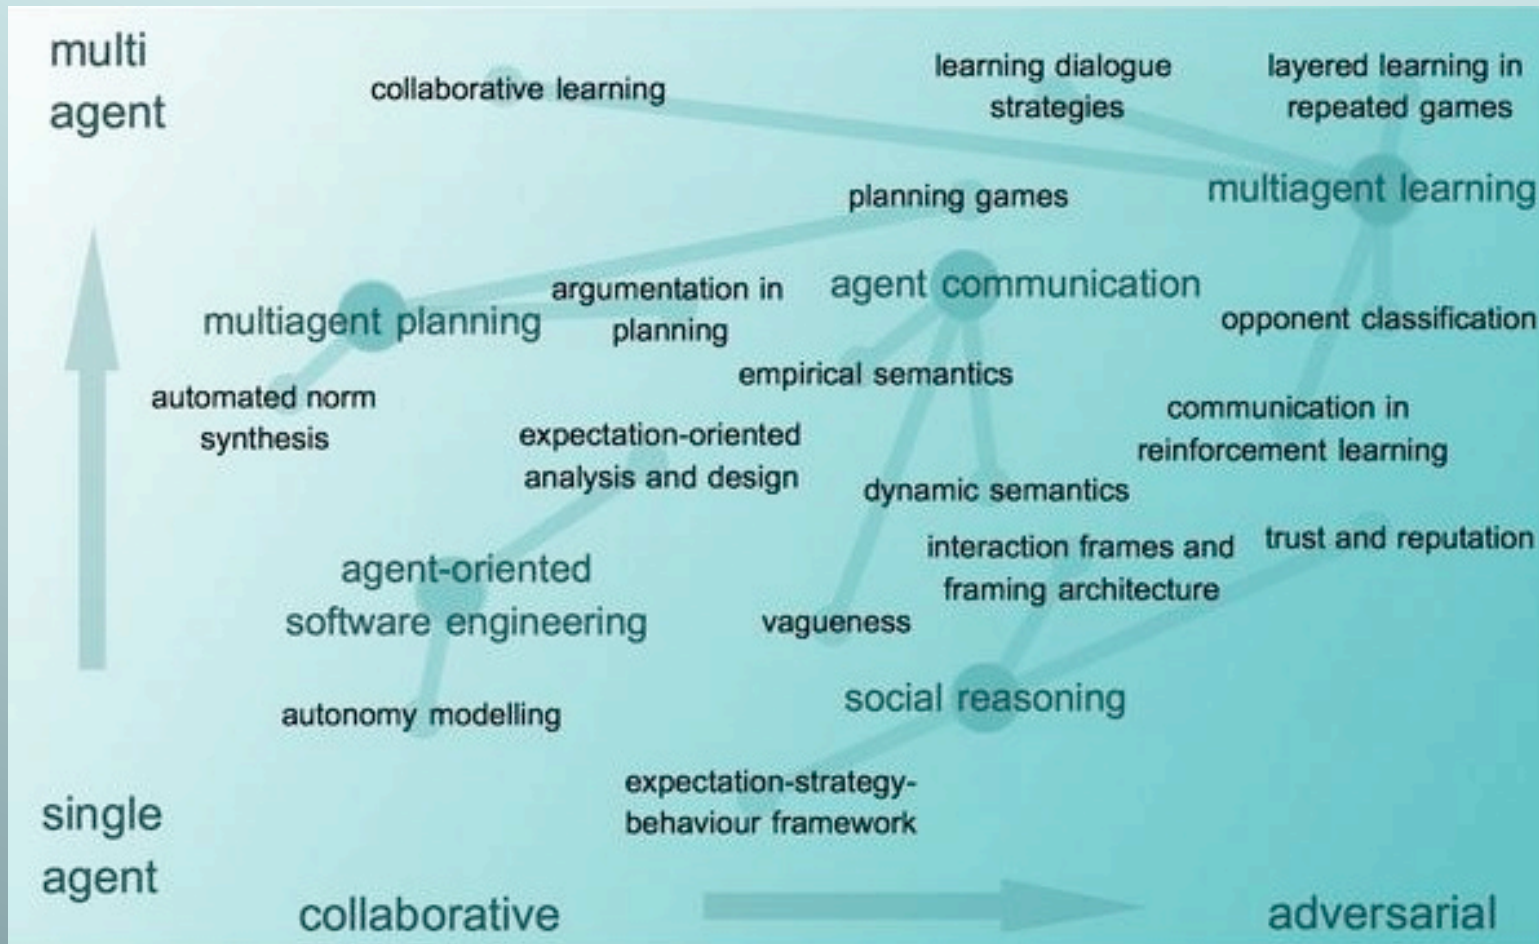 multi
agent
collaborative learning
learning dialogue
strategies
layered learning in
repeated games
planning games
multiagent learning
multiagent planning
argumentation in
planning
agent communication
opponent classification
empirical semantics
automated norm
synthesis
expectation-oriented
analysis and design
communication in
reinforcement learning
dynamic semantics
interaction frames and
framing architecture
trust and reputation
agent-oriented
software engineering
vagueness
social reasoning
autonomy modelling
expectation-strategy-
behaviour framework
single
agent
collaborative
adversarial